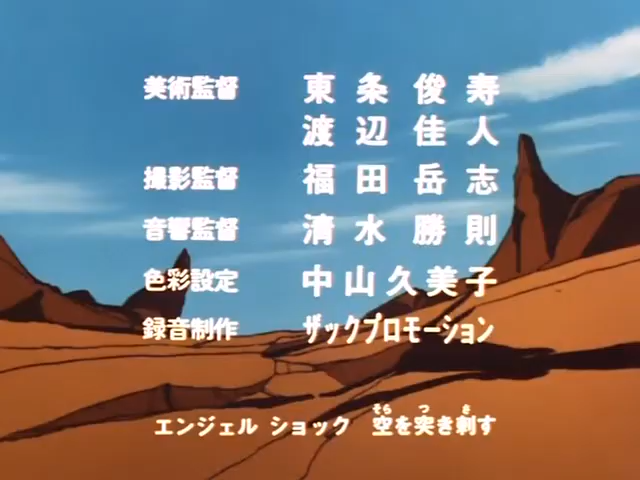 美術監督 東条俊寿
渡辺佳人
撮影監督 福田岳志
音響監督 清水勝則
色彩設定 中山久美子
録音制作 ザックプロモーション
エンジェル ショック 空を突き刺す